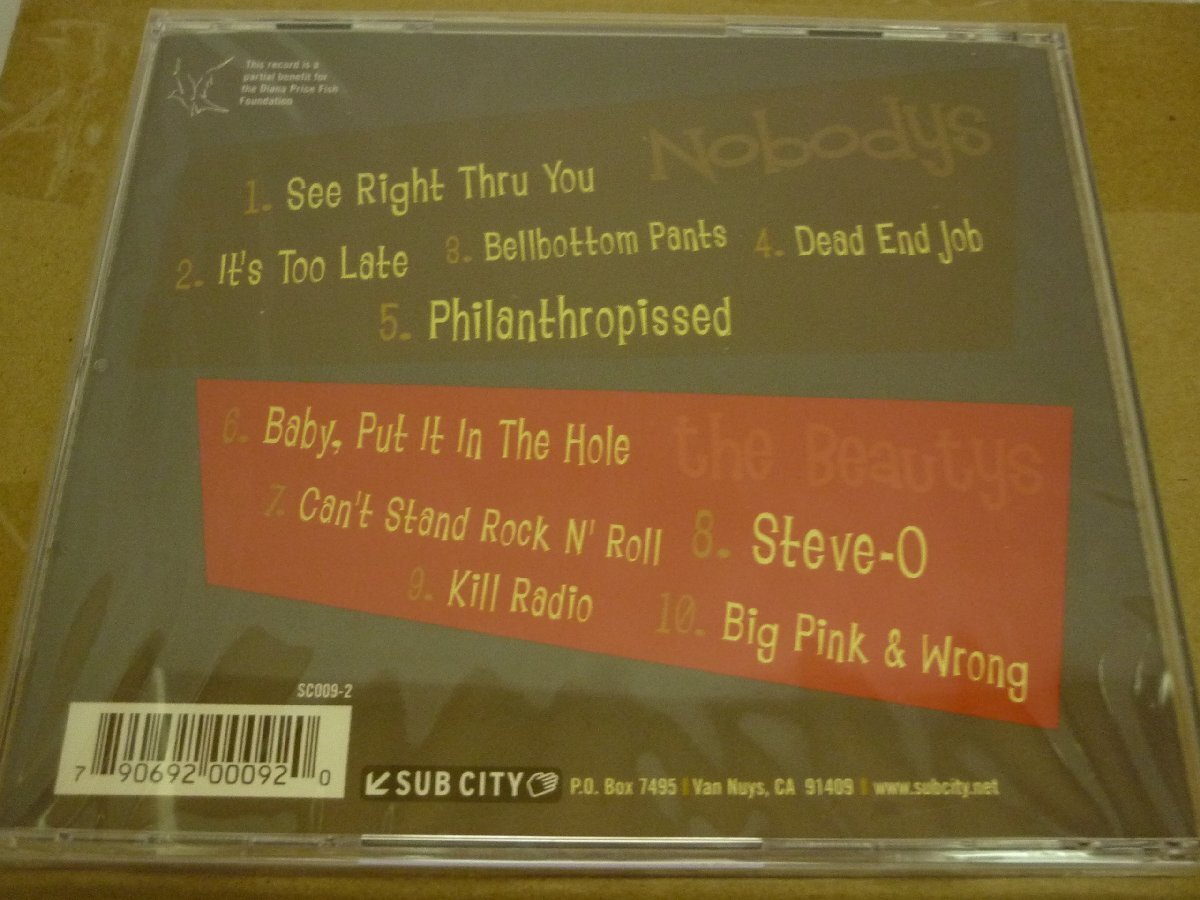 This record is a
partial benefit for
the Diana Price Fish
Foundation
Nobodys
1. See Right Thru You
2. It's Too Late 3. Bellbottom Pants 4. Dead End Job
5. Philanthropissed
the Beautys
6. Baby, Put It In The Hole
7. Can't Stand Rock N' Roll 8. Steve-O
9. Kill Radio 10. Big Pink & Wrong
SC009-2
7 90692 00092 0
SUB CITY P.O. Box 7495 | Van Nuys, CA 91409 | www.subcity.net